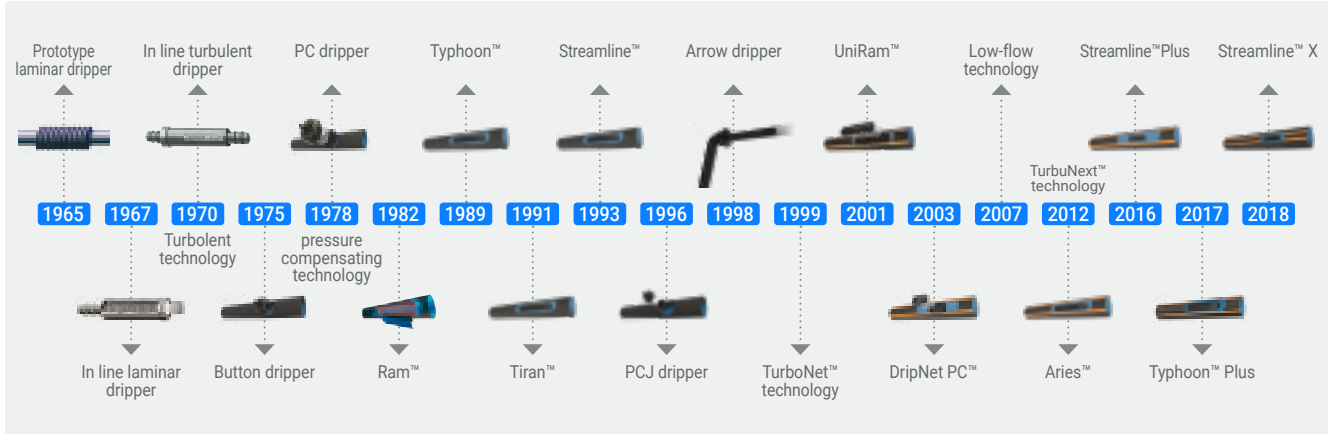 Prototype
laminar dripper
In line turbulent
dripper
PC dripper
Typhoon™
Streamline™
Arrow dripper
UniRam™
Low-flow
technology
Streamline™Plus
Streamline™ X
TurbuNext™
technology
1965
1967
1970
1975
1978
1982
1989
1991
1993
1996
1998
1999
2001
2003
2007
2012
2016
2017
2018
Turbolent
technology
pressure
compensating
technology
In line laminar
dripper
Button dripper
Ram™
Tiran™
PCJ dripper
TurboNet™
technology
DripNet PC™
Aries™
Typhoon™ Plus